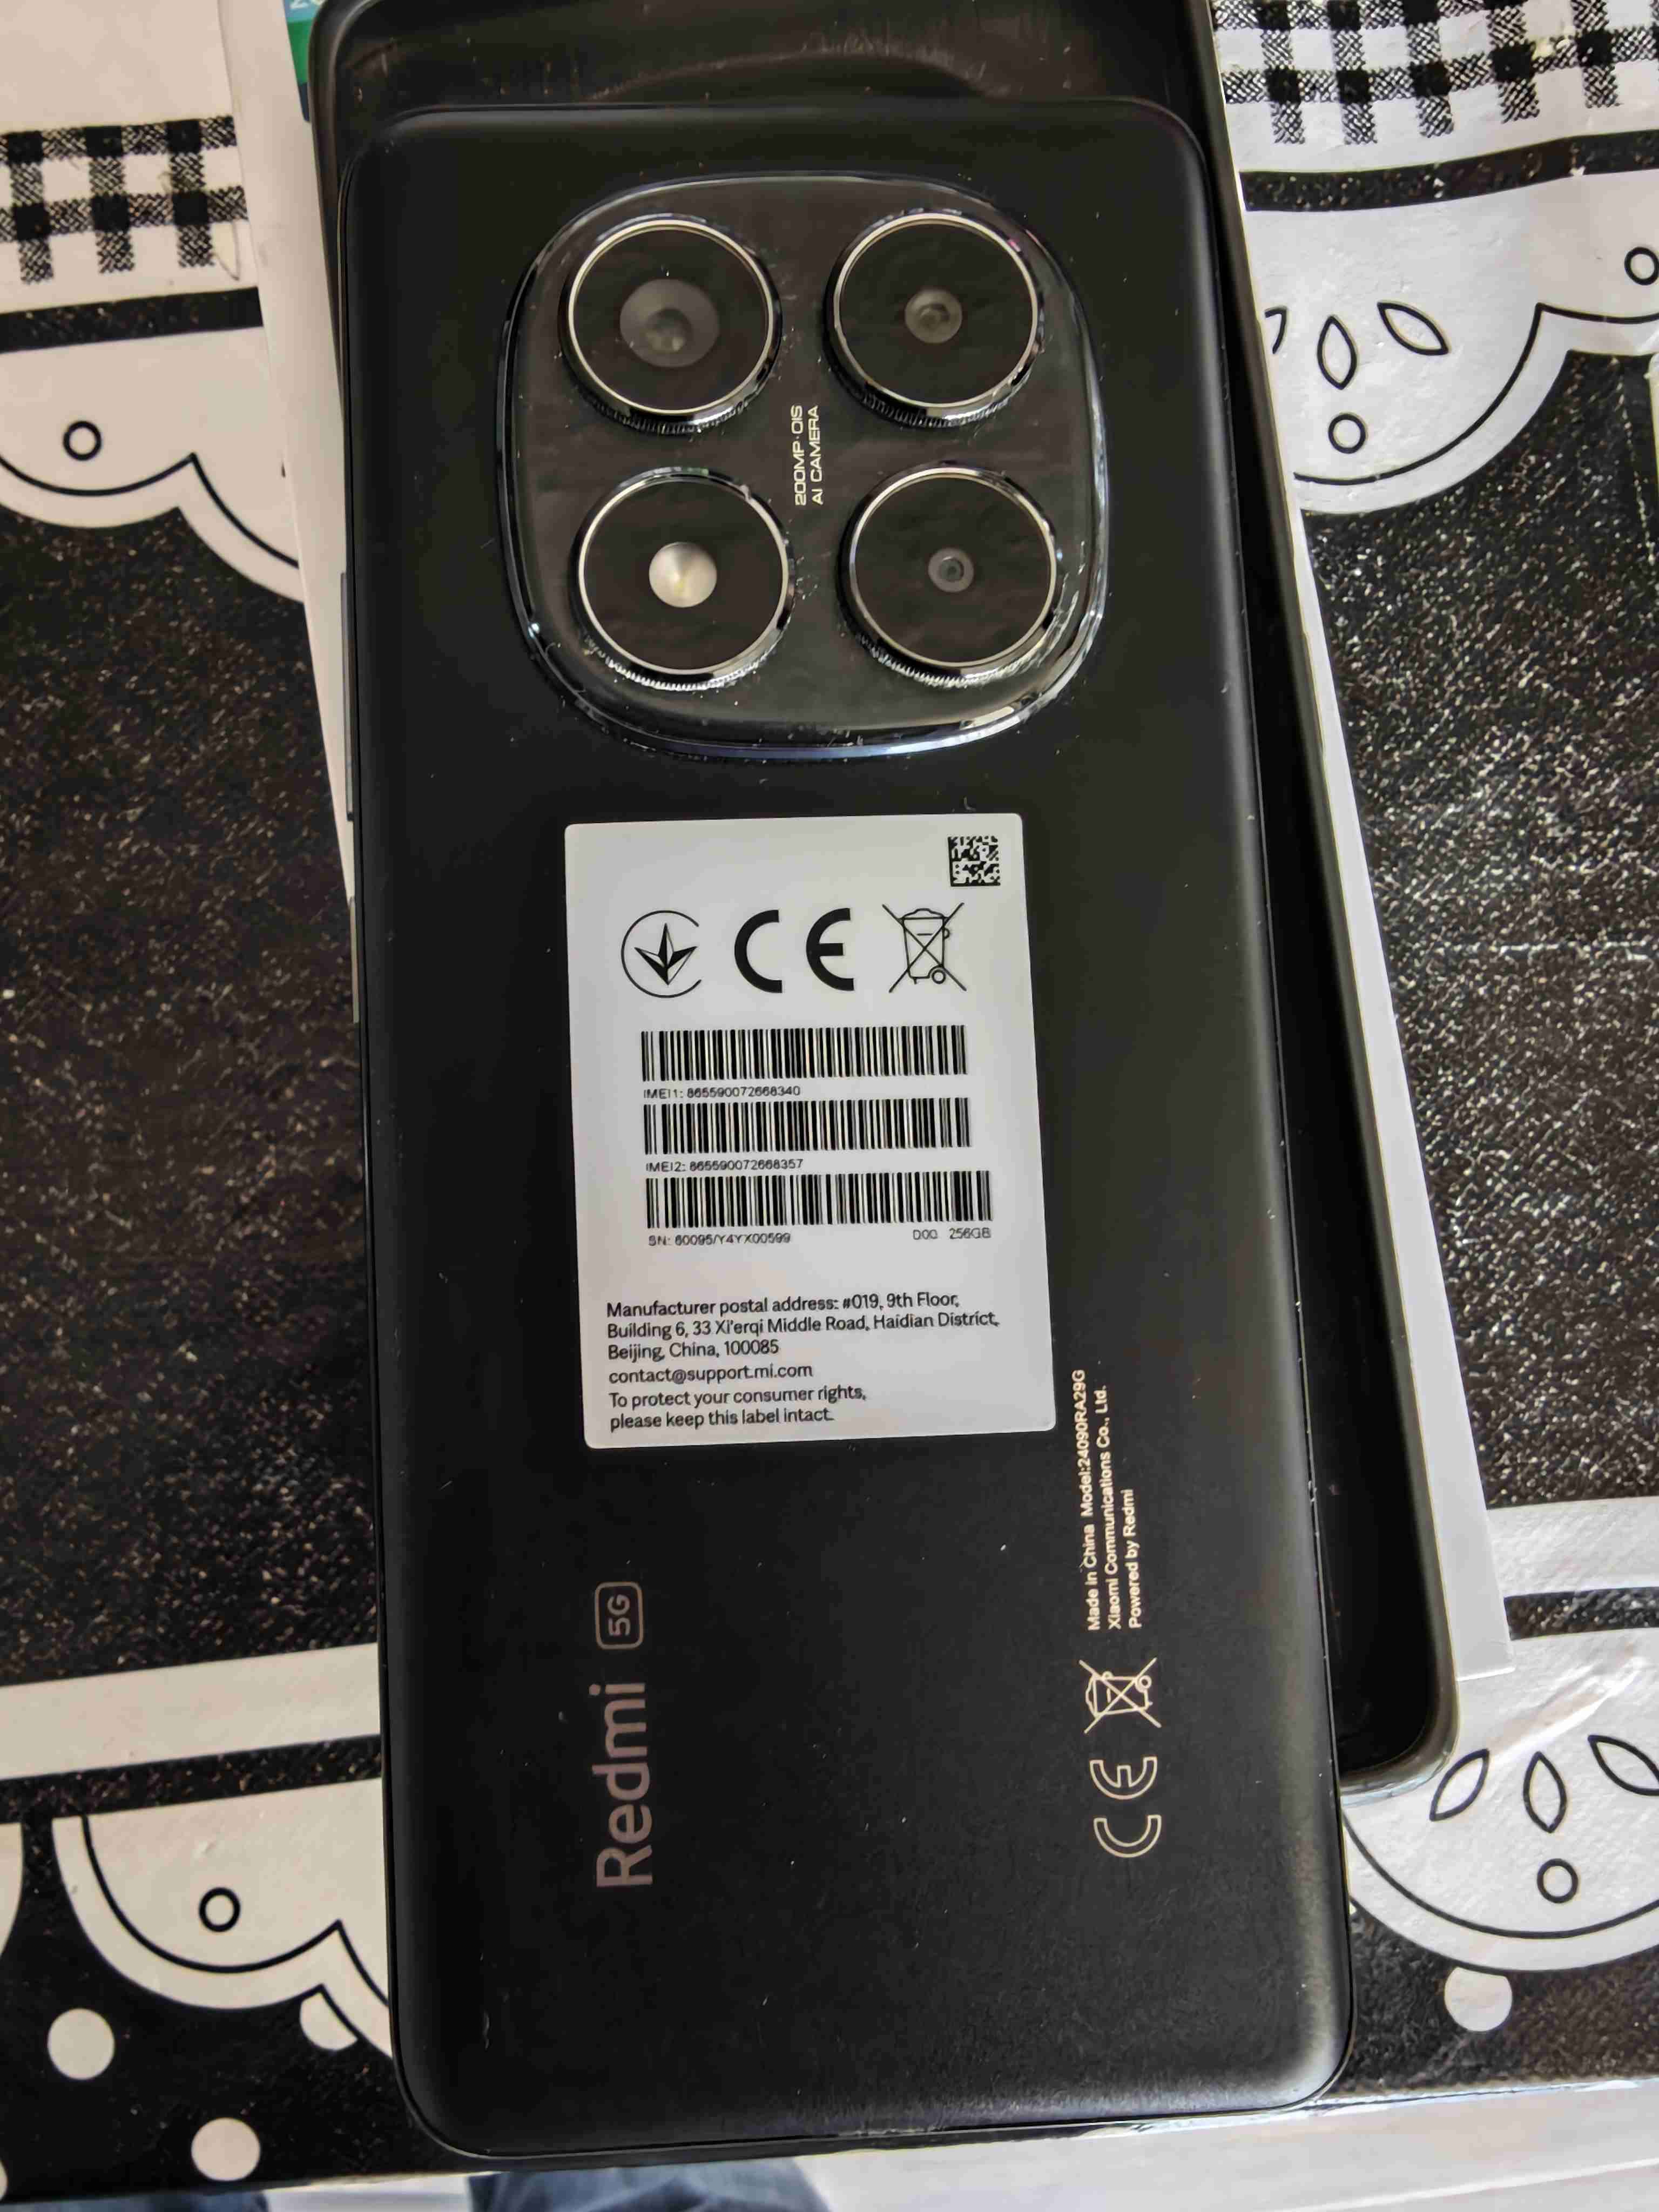 200MP·OIS
AI CAMERA
CE
IMEI1: 865590072668340
IMEI2: 865590072668357
SN: 60095/Y4YX00599
D00 256GB
Manufacturer postal address: #019, 9th Floor,
Building 6, 33 Xi'erqi Middle Road, Haidian District,
Beijing, China, 100085
contact@support.mi.com
To protect your consumer rights,
please keep this label intact.
Redmi 5G
CE
Made in China Model:24090RA29G
Xiaomi Communications Co., Ltd.
Powered by Redmi